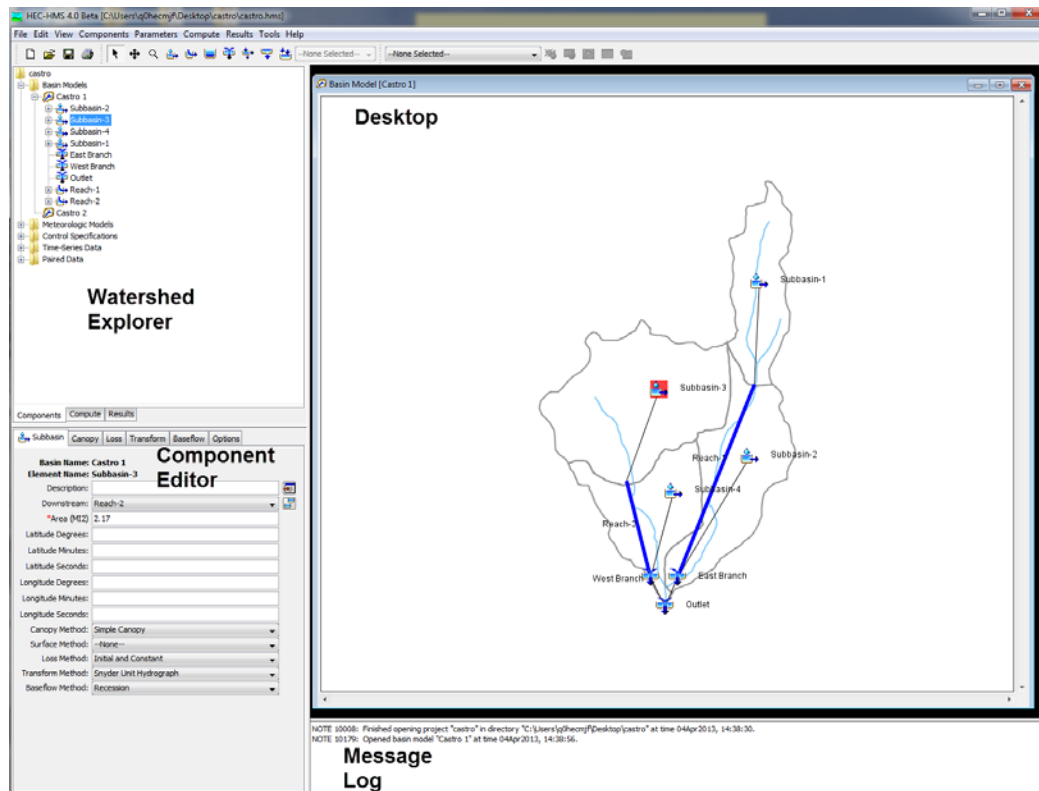 HEC-HMS 4.0 Beta [C:\Users\q0hecmjf\Desktop\castro\castro.hms]
File Edit View Components Parameters Compute Results Tools Help
--None Selected-- --None Selected--
castro
Basin Models
Castro 1
Subbasin-2
Subbasin-3
Subbasin-4
Subbasin-1
East Branch
West Branch
Outlet
Reach-1
Reach-2
Castro 2
Meteorologic Models
Control Specifications
Time-Series Data
Paired Data
Watershed
Explorer
Components Compute Results
Subbasin Canopy Loss Transform Baseflow Options
Component
Editor
Basin Name: Castro 1
Element Name: Subbasin-3
Description:
Downstream: Reach-2
*Area (MI2) 2.17
Latitude Degrees:
Latitude Minutes:
Latitude Seconds:
Longitude Degrees:
Longitude Minutes:
Longitude Seconds:
Canopy Method: Simple Canopy
Surface Method: --None--
Loss Method: Initial and Constant
Transform Method: Snyder Unit Hydrograph
Baseflow Method: Recession
Basin Model [Castro 1]
Desktop
Subbasin-1
Subbasin-3
Reach-1
Subbasin-2
Subbasin-4
Reach-2
West Branch
East Branch
Outlet
NOTE 10008: Finished opening project "castro" in directory "C:\Users\q0hecmjf\Desktop\castro" at time 04Apr2013, 14:38:30.
NOTE 10179: Opened basin model "Castro 1" at time 04Apr2013, 14:38:56.
Message
Log